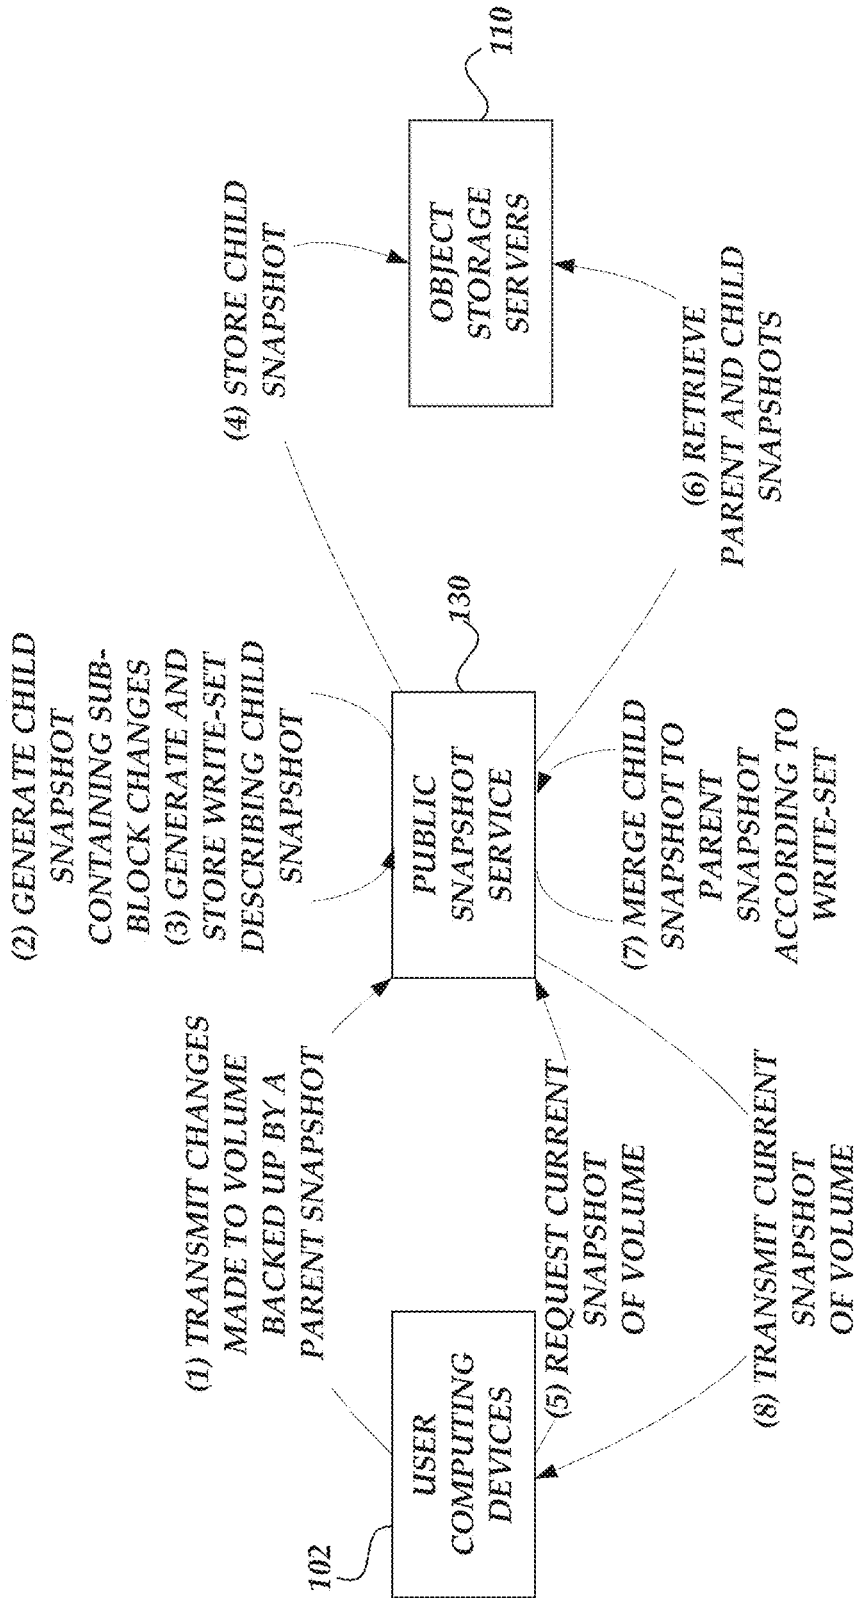 (1) TRANSMIT CHANGES
MADE TO VOLUME
BACKED UP BY A
PARENT SNAPSHOT
(2) GENERATE CHILD
SNAPSHOT
CONTAINING SUB-
BLOCK CHANGES
(3) GENERATE AND
STORE WRITE-SET
DESCRIBING CHILD
SNAPSHOT
(4) STORE CHILD
SNAPSHOT
102
USER
COMPUTING
DEVICES
130
PUBLIC
SNAPSHOT
SERVICE
110
OBJECT
STORAGE
SERVERS
(5) REQUEST CURRENT
SNAPSHOT
OF VOLUME
(6) RETRIEVE
PARENT AND CHILD
SNAPSHOTS
(7) MERGE CHILD
SNAPSHOT TO
PARENT
SNAPSHOT
ACCORDING TO
WRITE-SET
(8) TRANSMIT CURRENT
SNAPSHOT
OF VOLUME